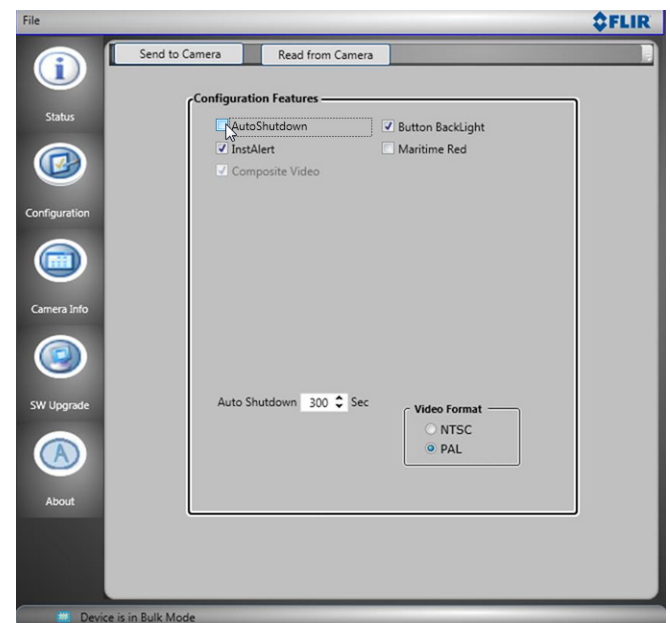 File
FLIR
Send to Camera
Read from Camera
Status
Configuration
Camera Info
SW Upgrade
About
Configuration Features
AutoShutdown
Button BackLight
InstAlert
Maritime Red
Composite Video
Auto Shutdown 300 Sec
Video Format
NTSC
PAL
Device is in Bulk Mode